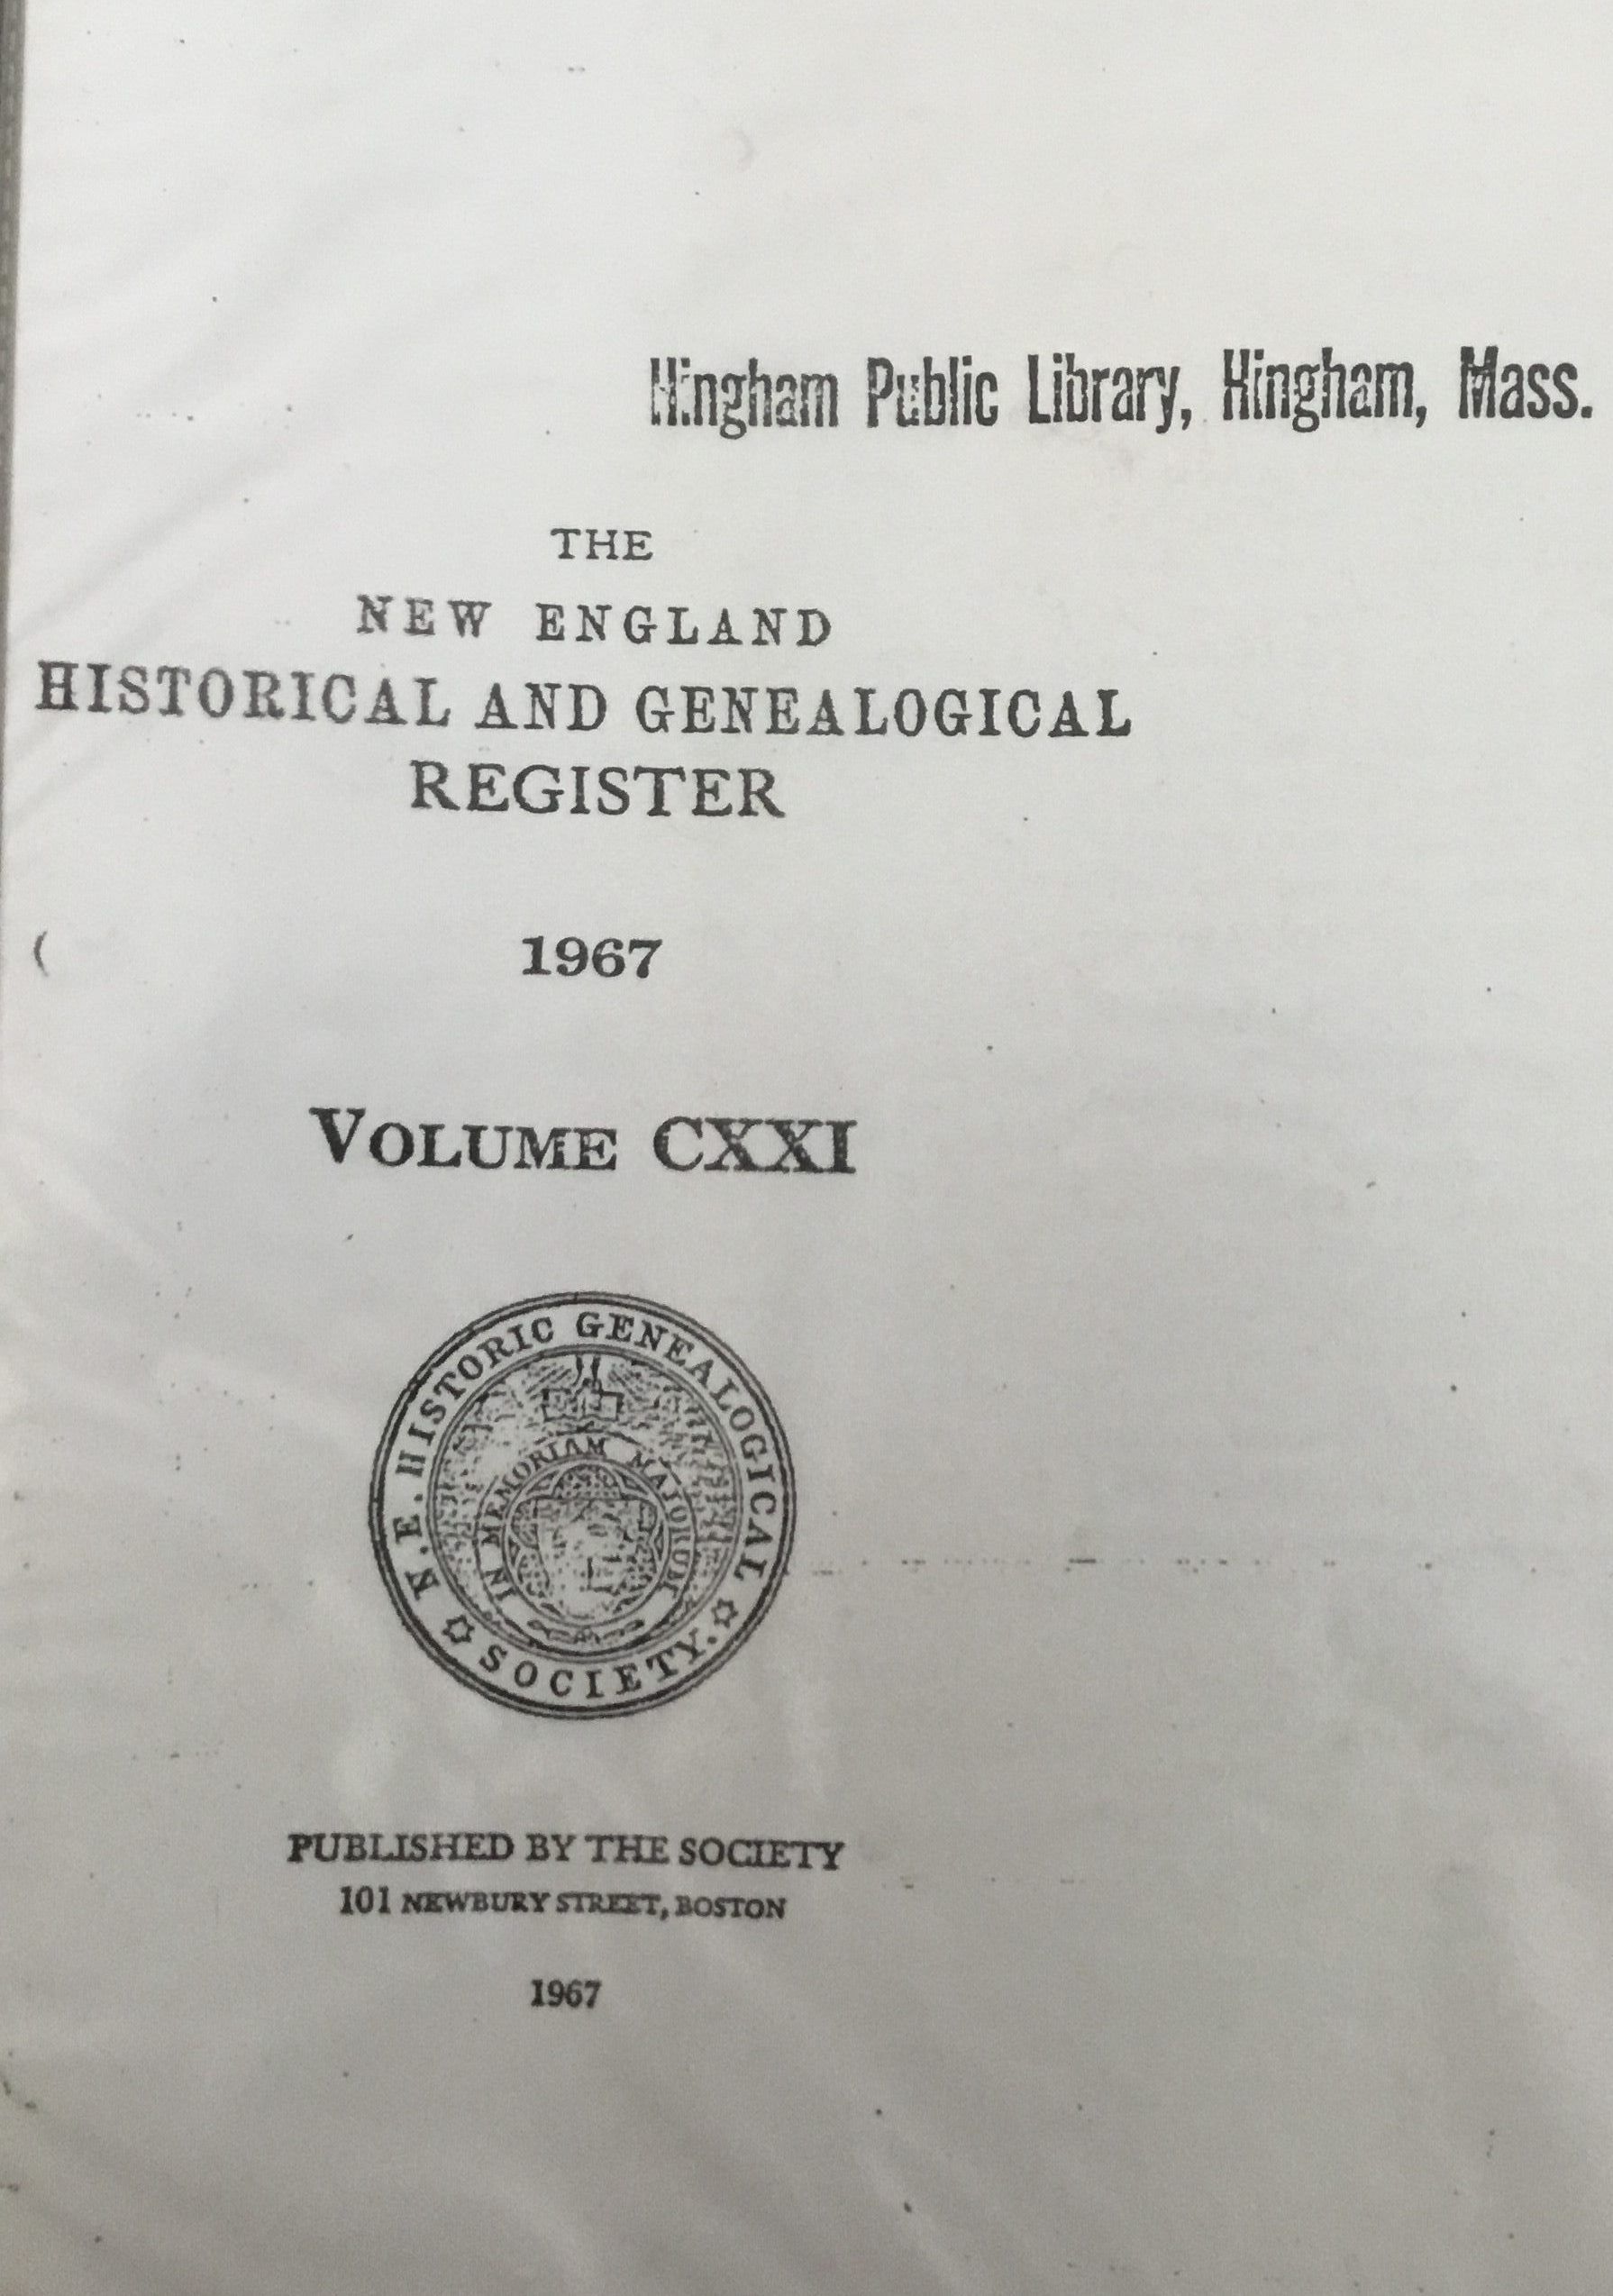 Hingham Public Library, Hingham, Mass.
THE
NEW ENGLAND
HISTORICAL AND GENEALOGICAL
REGISTER
1967
VOLUME CXXI
N. E. HISTORIC GENEALOGICAL
SOCIETY.
IN MEMORIAM MAJORUM
PUBLISHED BY THE SOCIETY
101 NEWBURY STREET, BOSTON
1967